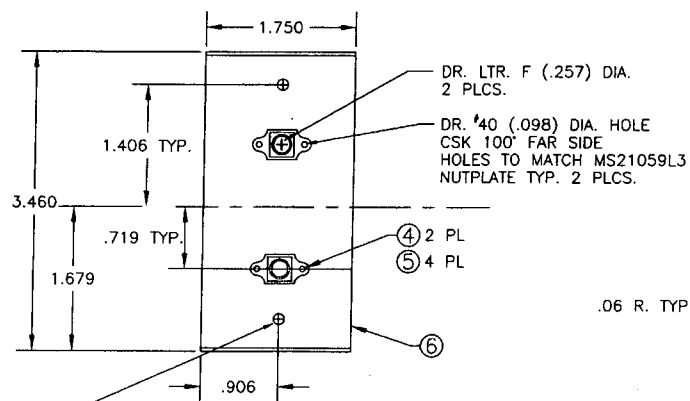 1.750
DR. LTR. F (.257) DIA.
2 PLCS.
DR. #40 (.098) DIA. HOLE
CSK 100° FAR SIDE
HOLES TO MATCH MS21059L3
NUTPLATE TYP. 2 PLCS.
1.406 TYP.
3.460
.719 TYP.
1.679
4 2 PL
5 4 PL
.06 R. TYP
6
.906